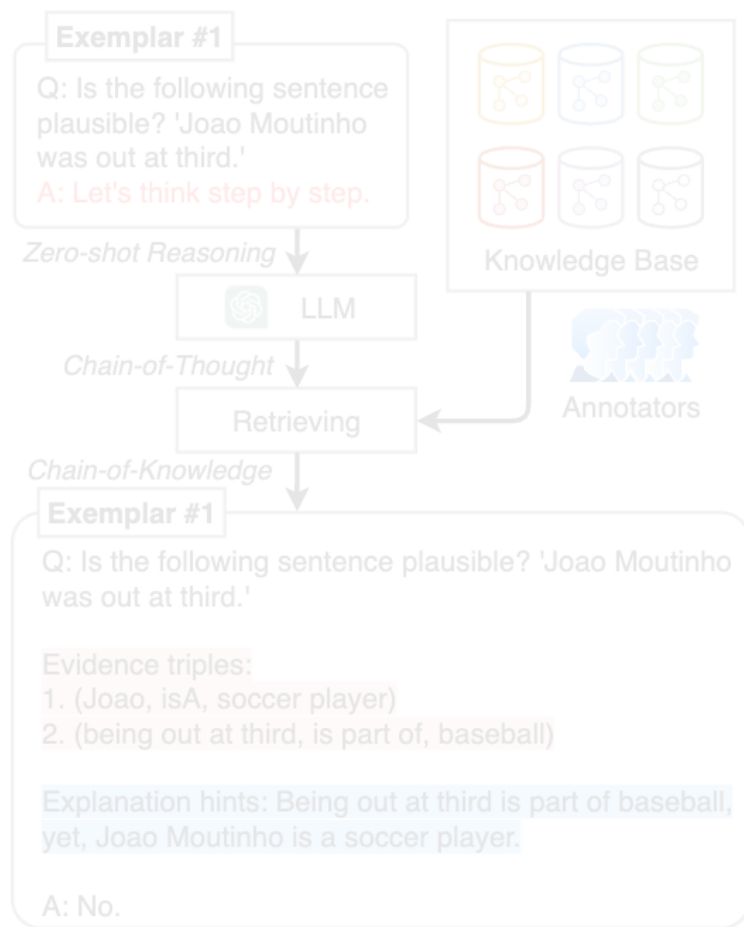 Exemplar #1
Q: Is the following sentence
plausible? 'Joao Moutinho
was out at third.'
A: Let's think step by step.
Knowledge Base
Zero-shot Reasoning
LLM
Annotators
Chain-of-Thought
Retrieving
Chain-of-Knowledge
Exemplar #1
Q: Is the following sentence plausible? 'Joao Moutinho
was out at third.'
Evidence triples:
1. (Joao, isA, soccer player)
2. (being out at third, is part of, baseball)
Explanation hints: Being out at third is part of baseball,
yet, Joao Moutinho is a soccer player.
A: No.